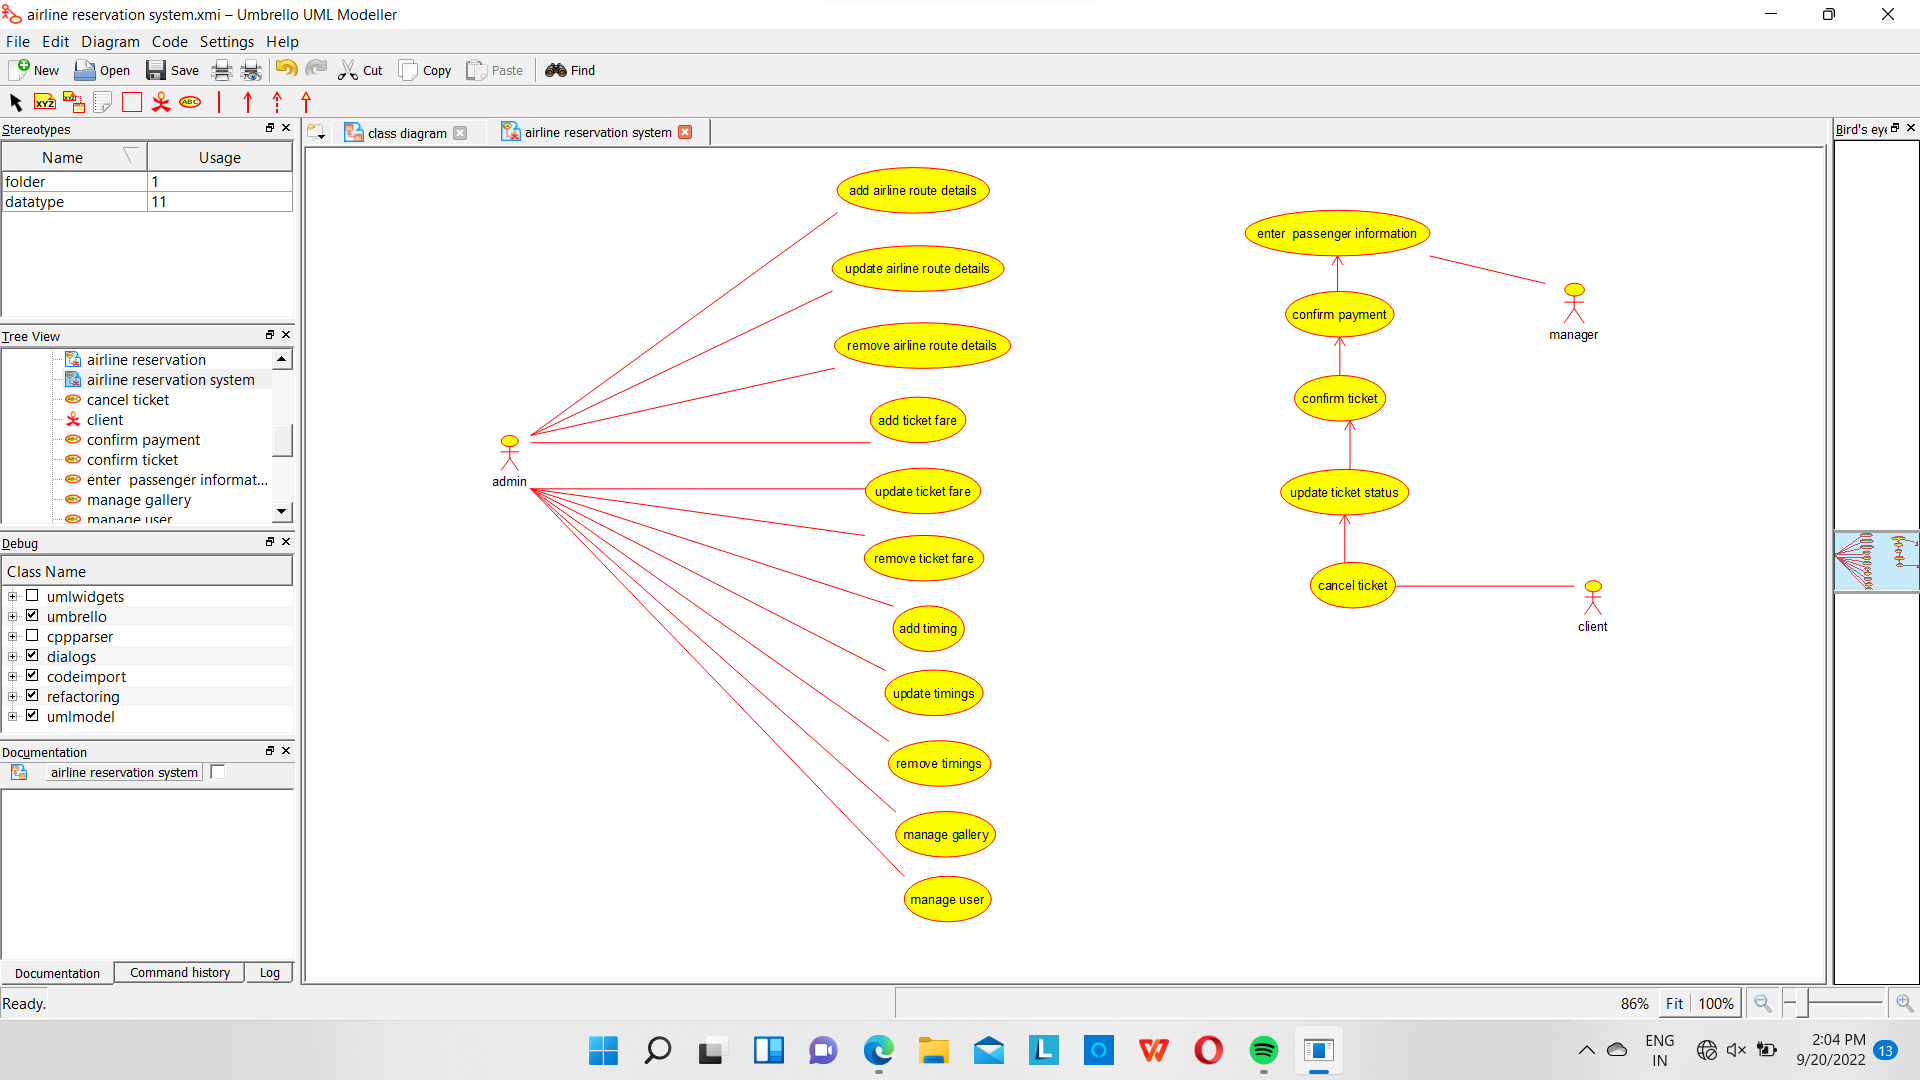 airline reservation system.xmi – Umbrello UML Modeller
File Edit Diagram Code Settings Help
New Open Save Cut Copy Paste Find
XYZ XYZ ABC
Stereotypes
Name Usage
folder 1
datatype 11
Tree View
airline reservation
airline reservation system
cancel ticket
client
confirm payment
confirm ticket
enter  passenger informat...
manage gallery
manage user
Debug
Class Name
umlwidgets
umbrello
cppparser
dialogs
codeimport
refactoring
umlmodel
Documentation
airline reservation system
Documentation Command history Log
class diagram airline reservation system
add airline route details
update airline route details
remove airline route details
add ticket fare
admin
update ticket fare
remove ticket fare
add timing
update timings
remove timings
manage gallery
manage user
enter  passenger information
confirm payment
manager
confirm ticket
update ticket status
cancel ticket
client
Bird's eye
Ready.
86% Fit 100%
L W
ENG
IN
2:04 PM
9/20/2022
13